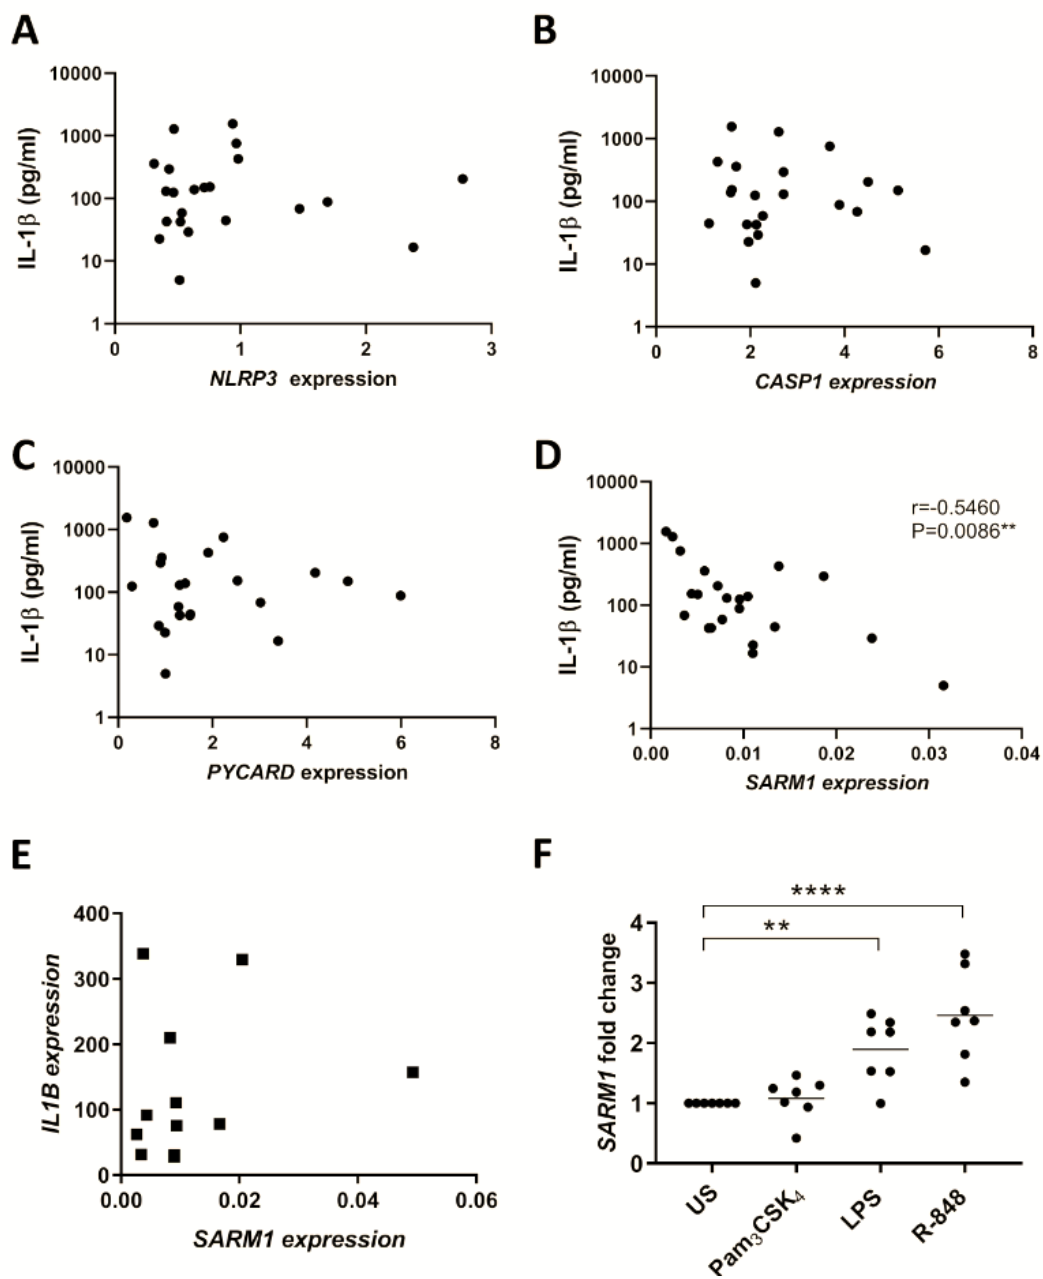 A
10000
1000
100
10
1
IL-1β (pg/ml)
0 1 2 3
NLRP3 expression
B
10000
1000
100
10
1
IL-1β (pg/ml)
0 2 4 6 8
CASP1 expression
C
10000
1000
100
10
1
IL-1β (pg/ml)
0 2 4 6 8
PYCARD expression
D
10000
1000
100
10
1
IL-1β (pg/ml)
r=-0.5460
P=0.0086**
0.00 0.01 0.02 0.03 0.04
SARM1 expression
E
400
300
200
100
0
IL1B expression
0.00 0.02 0.04 0.06
SARM1 expression
F
****
**
4
3
2
1
0
SARM1 fold change
US
Pam₃CSK₄
LPS
R-848